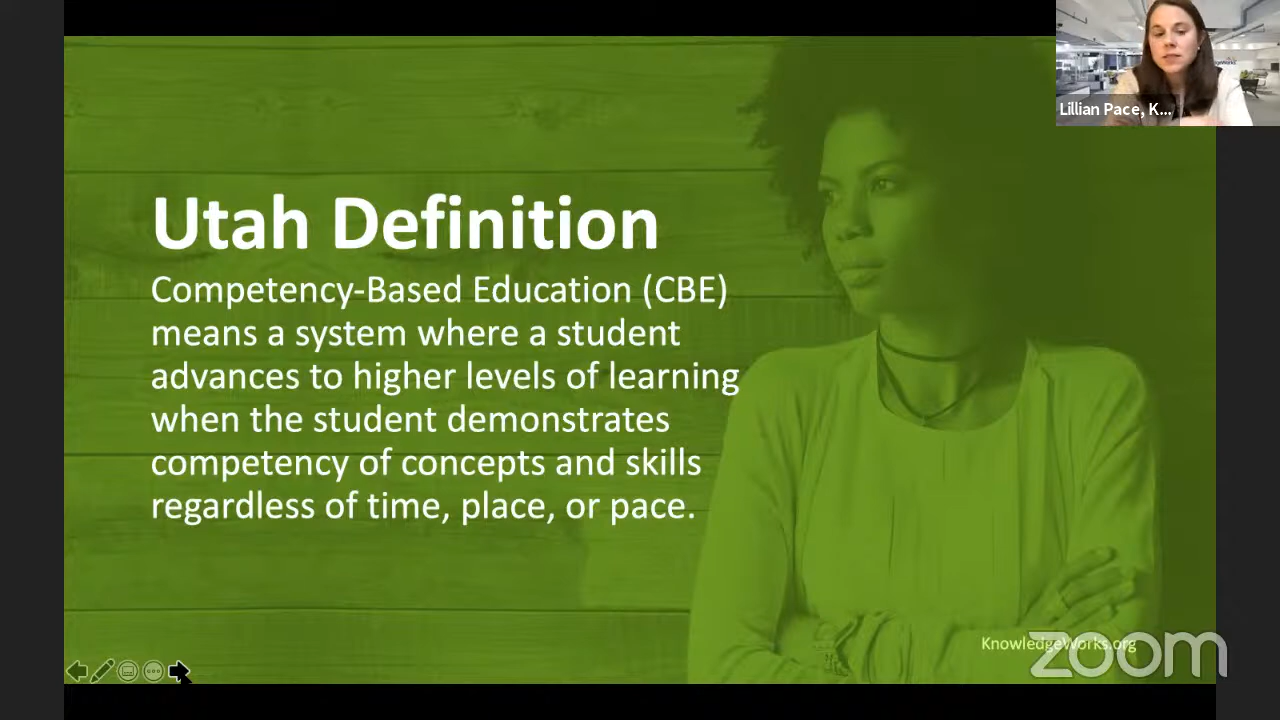 Lillian Pace, K...
Utah Definition
Competency-Based Education (CBE)
means a system where a student
advances to higher levels of learning
when the student demonstrates
competency of concepts and skills
regardless of time, place, or pace.
KnowledgeWorks.org
zoom